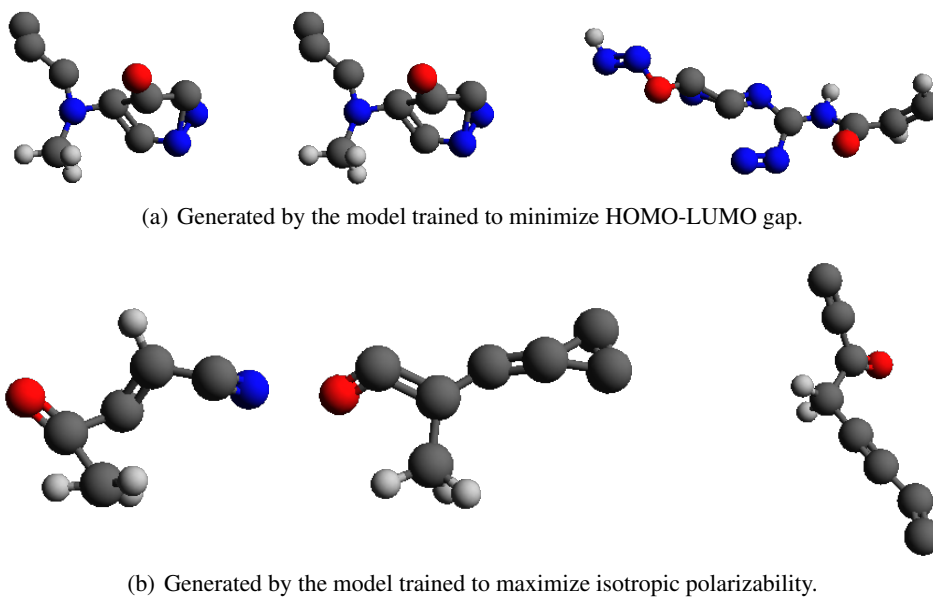 (a) Generated by the model trained to minimize HOMO-LUMO gap.
(b) Generated by the model trained to maximize isotropic polarizability.